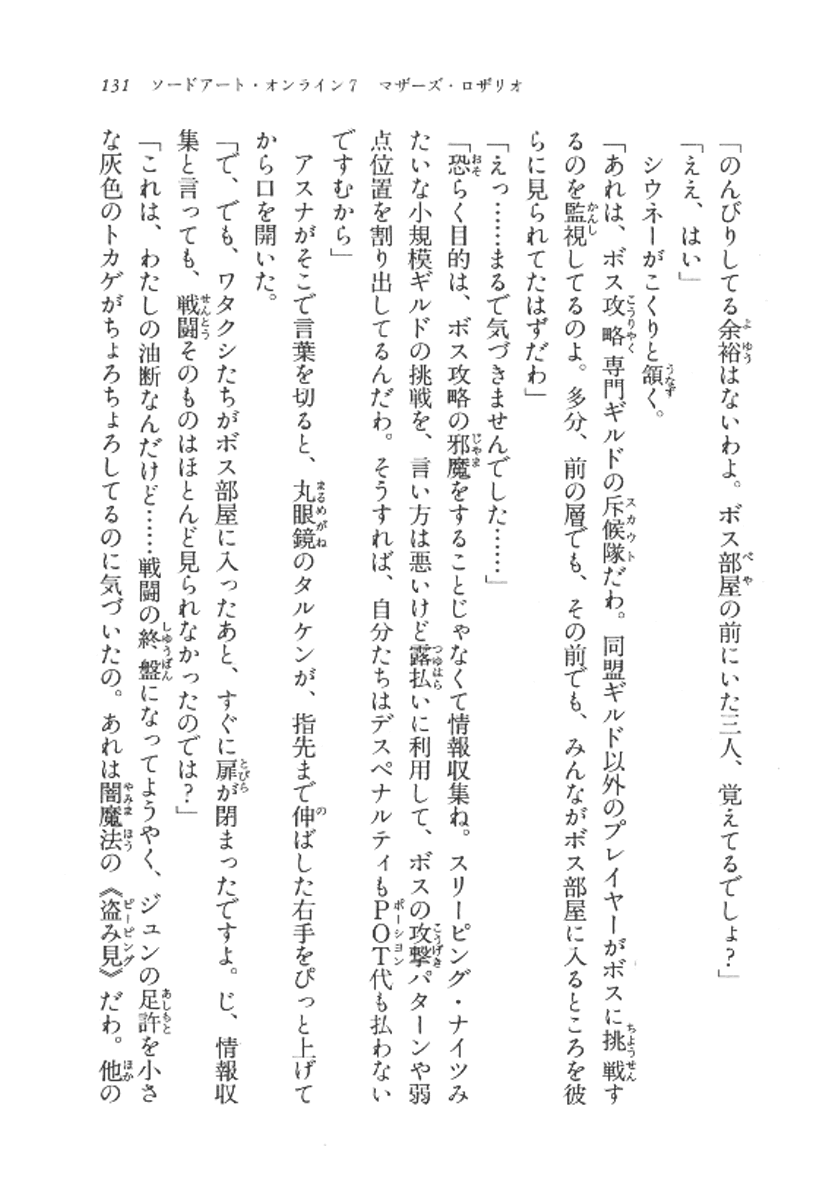 131　ソードアート・オンライン7　マザーズ・ロザリオ
「のんびりしてる余裕はないわよ。ボス部屋の前にいた三人、覚えてるでしょ？」
「ええ、はい」
　シウネーがこくりと頷く。
「あれは、ボス攻略専門ギルドの斥候隊だわ。同盟ギルド以外のプレイヤーがボスに挑戦す
るのを監視してるのよ。多分、前の層でも、その前でも、みんながボス部屋に入るところを彼
らに見られてたはずだわ」
「えっ……まるで気づきませんでした……」
「恐らく目的は、ボス攻略の邪魔をすることじゃなくて情報収集ね。スリーピング・ナイツみ
たいな小規模ギルドの挑戦を、言い方は悪いけど露払いに利用して、ボスの攻撃パターンや弱
点位置を割り出してるんだわ。そうすれば、自分たちはデスペナルティもPOT代も払わない
ですむから」
　アスナがそこで言葉を切ると、丸眼鏡のタルケンが、指先まで伸ばした右手をぴっと上げて
から口を開いた。
「で、でも、ワタクシたちがボス部屋に入ったあと、すぐに扉が閉まったですよ。じ、情報収
集と言っても、戦闘そのものはほとんど見られなかったのでは？」
「これは、わたしの油断なんだけど……戦闘の終盤になってようやく、ジュンの足許を小さ
な灰色のトカゲがちょろちょろしてるのに気づいたの。あれは闇魔法の《盗み見》だわ。他の